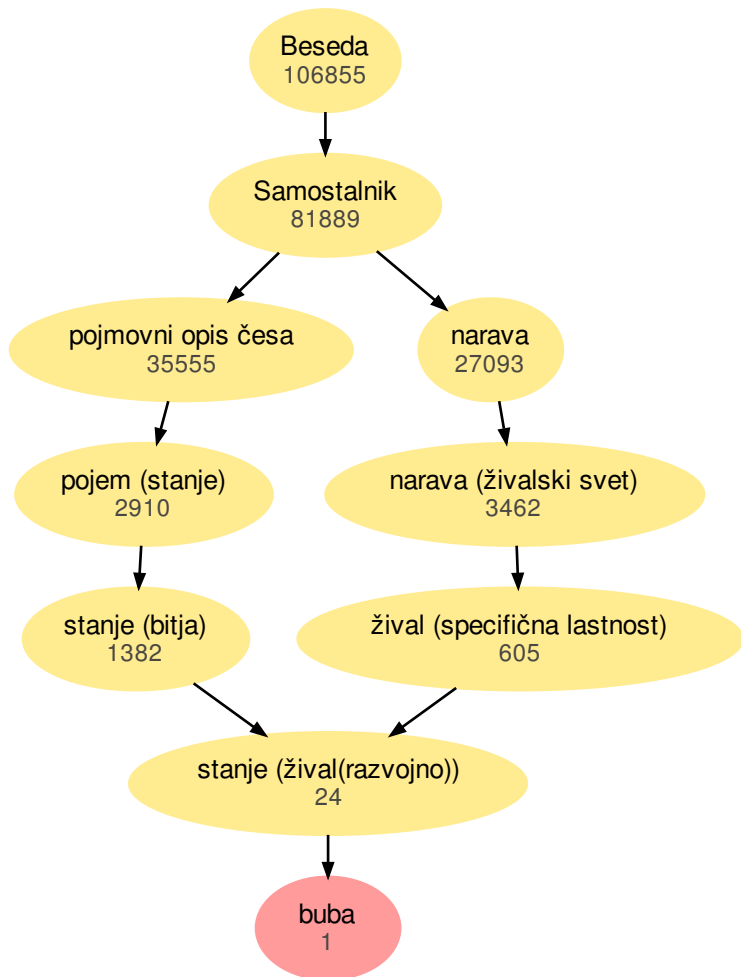 Beseda
106855
Samostalnik
81889
pojmovni opis česa
35555
narava
27093
pojem (stanje)
2910
narava (živalski svet)
3462
stanje (bitja)
1382
žival (specifična lastnost)
605
stanje (žival(razvojno))
24
buba
1